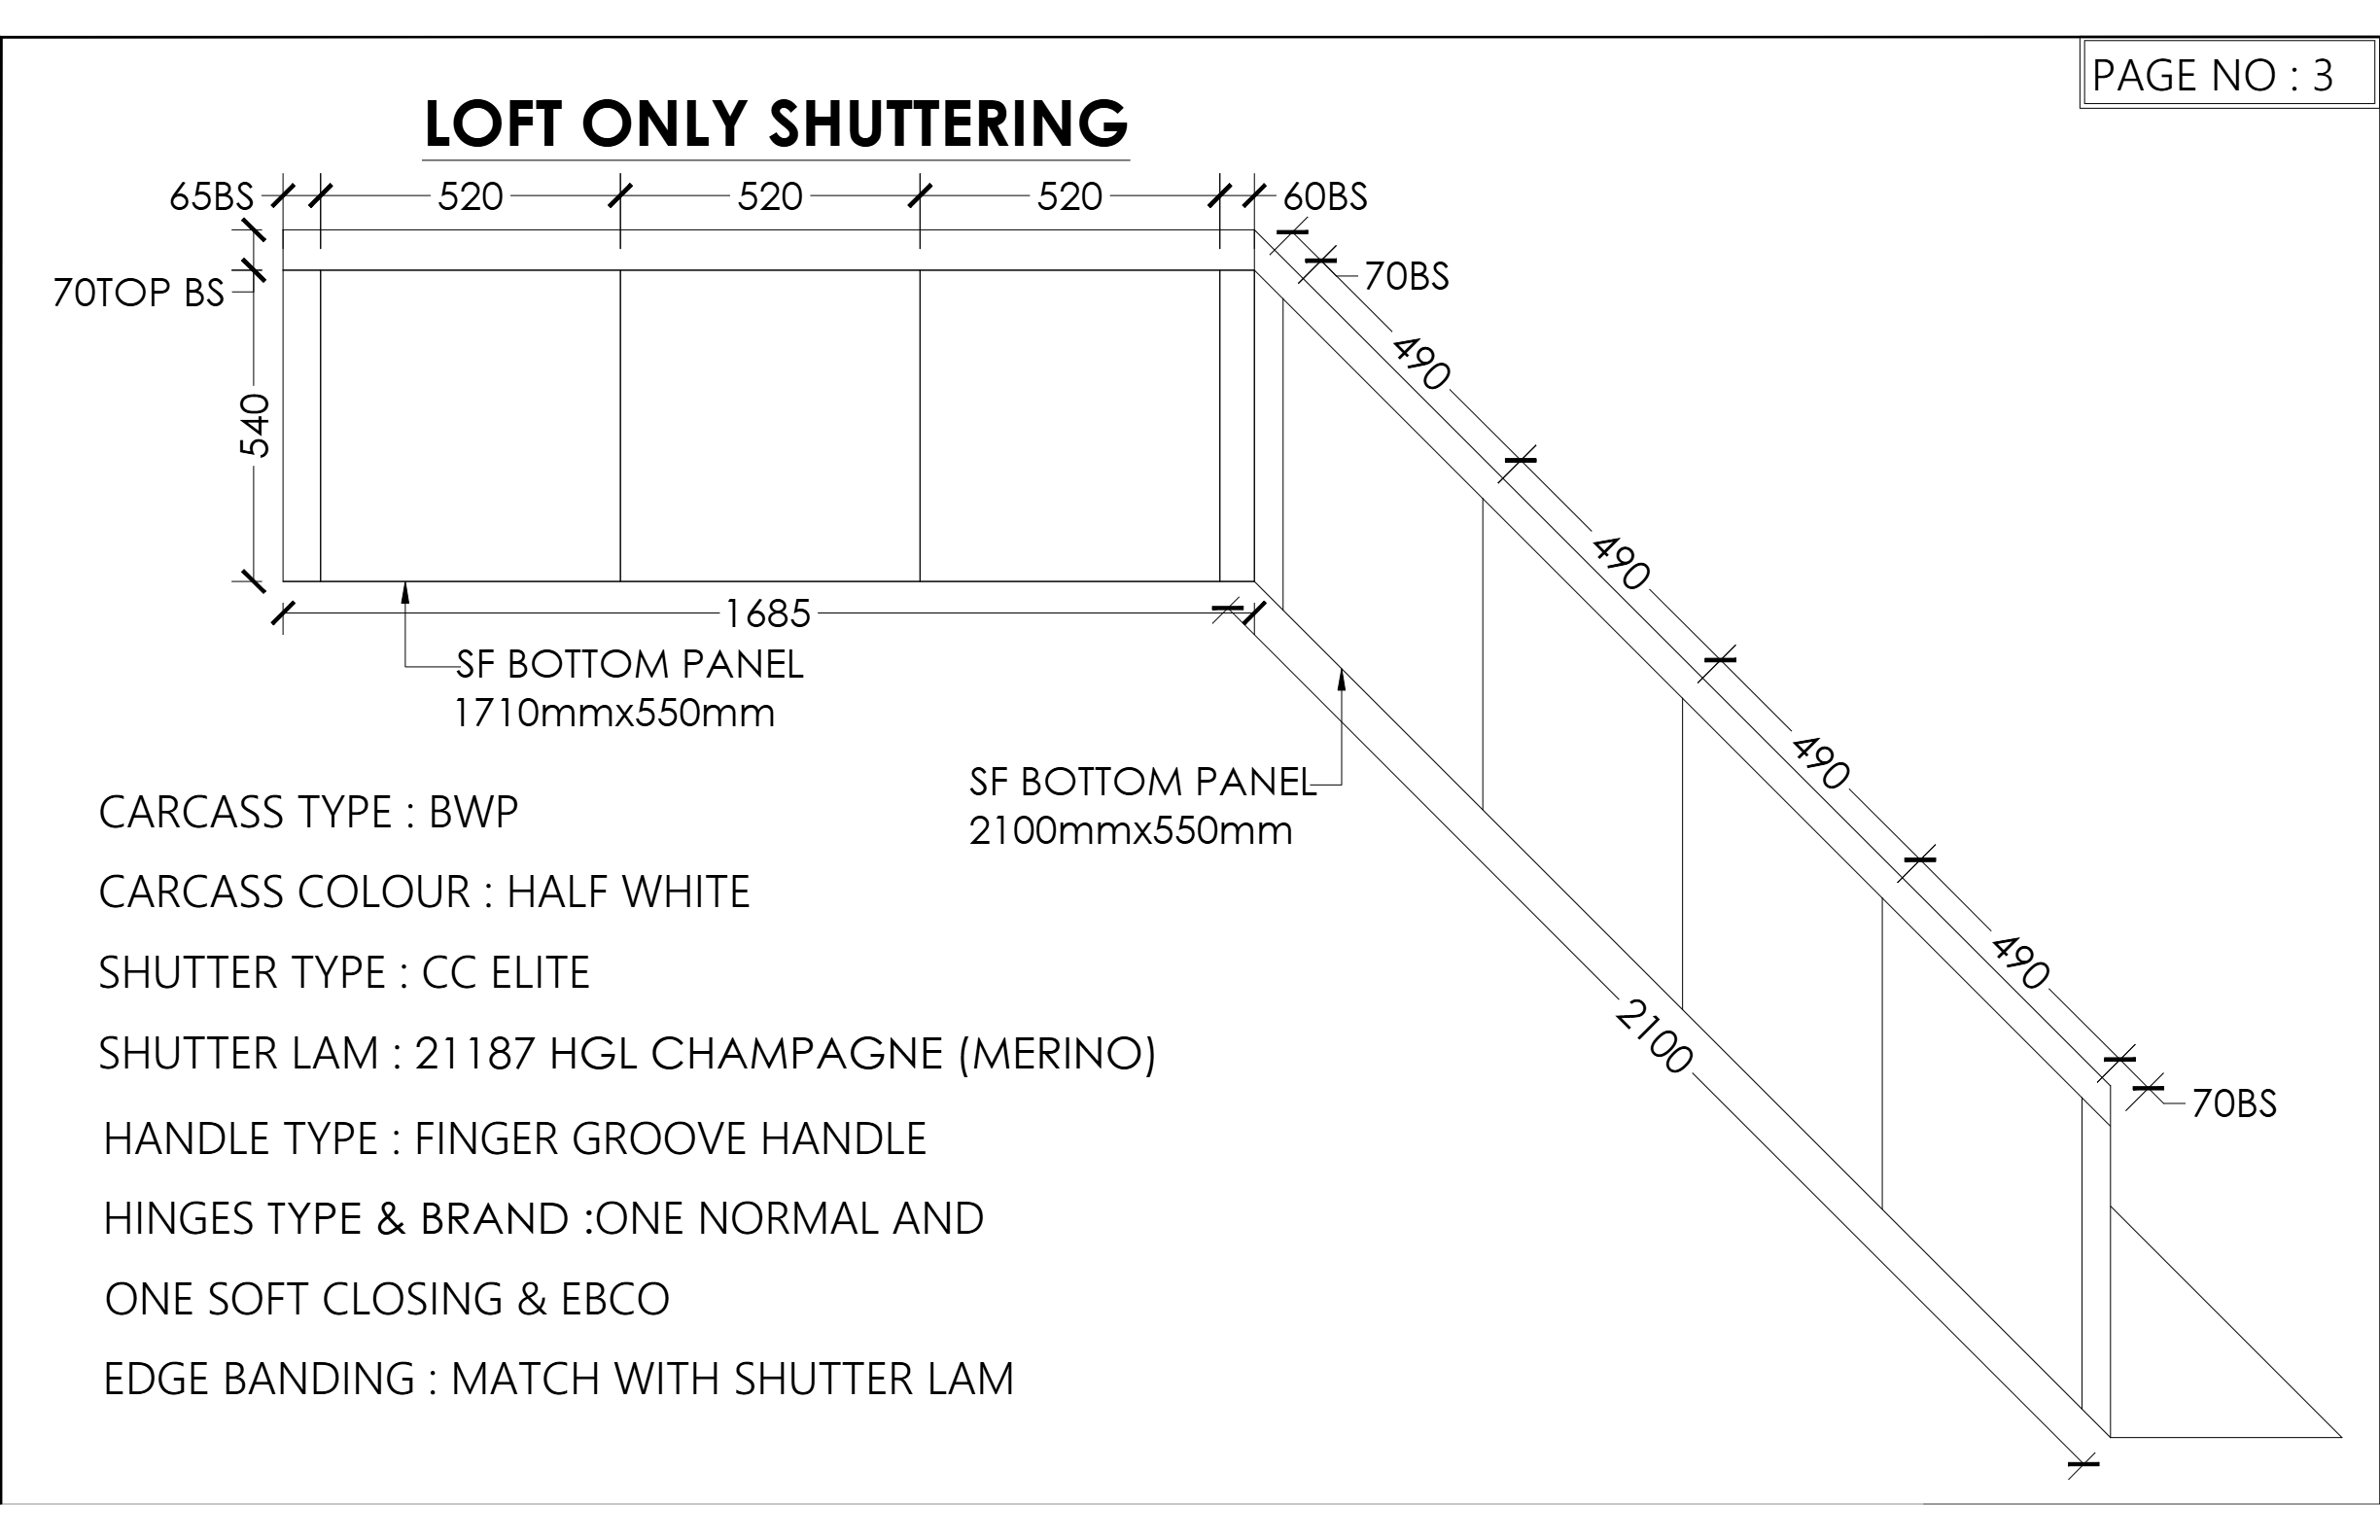 PAGE NO : 3
LOFT ONLY SHUTTERING
65BS 520 520 520 60BS
70BS
70TOP BS
540
490
490
490
490
70BS
1685
2100
SF BOTTOM PANEL
1710mmx550mm
SF BOTTOM PANEL
2100mmx550mm
CARCASS TYPE : BWP
CARCASS COLOUR : HALF WHITE
SHUTTER TYPE : CC ELITE
SHUTTER LAM : 21187 HGL CHAMPAGNE (MERINO)
HANDLE TYPE : FINGER GROOVE HANDLE
HINGES TYPE & BRAND :ONE NORMAL AND
ONE SOFT CLOSING & EBCO
EDGE BANDING : MATCH WITH SHUTTER LAM